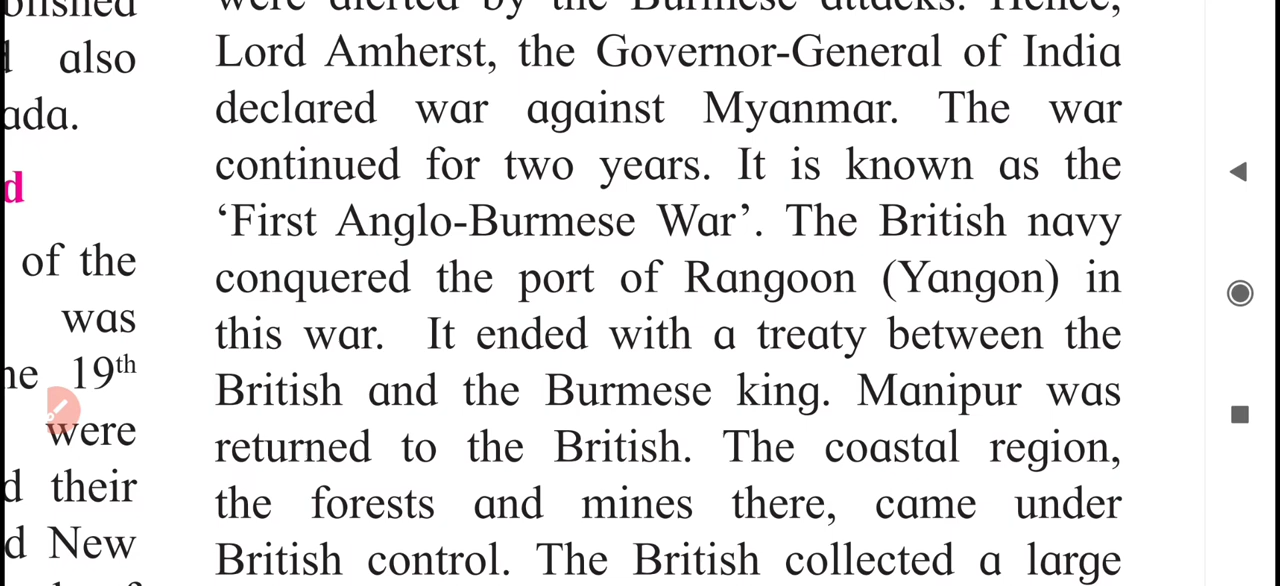 also
ada.
d
of the
was
19th
were
their
New
were alerted by the Burmese attacks. Hence,
Lord Amherst, the Governor-General of India
declared war against Myanmar. The war
continued for two years. It is known as the
‘First Anglo-Burmese War’. The British navy
conquered the port of Rangoon (Yangon) in
this war. It ended with a treaty between the
British and the Burmese king. Manipur was
returned to the British. The coastal region,
the forests and mines there, came under
British control. The British collected a large